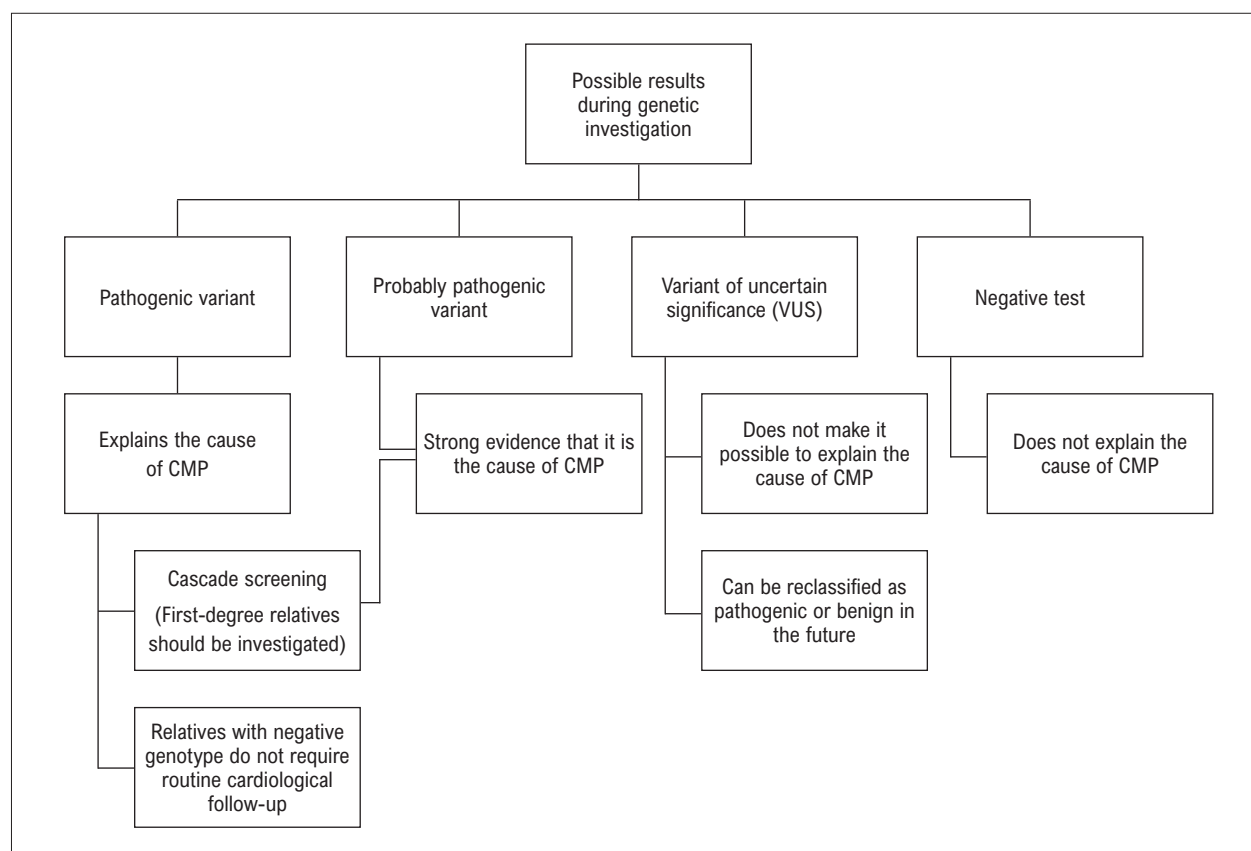 Possible results
during genetic
investigation
Pathogenic variant
Probably pathogenic
variant
Variant of uncertain
significance (VUS)
Negative test
Explains the cause
of CMP
Strong evidence that it is
the cause of CMP
Does not make it
possible to explain the
cause of CMP
Does not explain the
cause of CMP
Cascade screening
(First-degree relatives
should be investigated)
Can be reclassified as
pathogenic or benign in
the future
Relatives with negative
genotype do not require
routine cardiological
follow-up